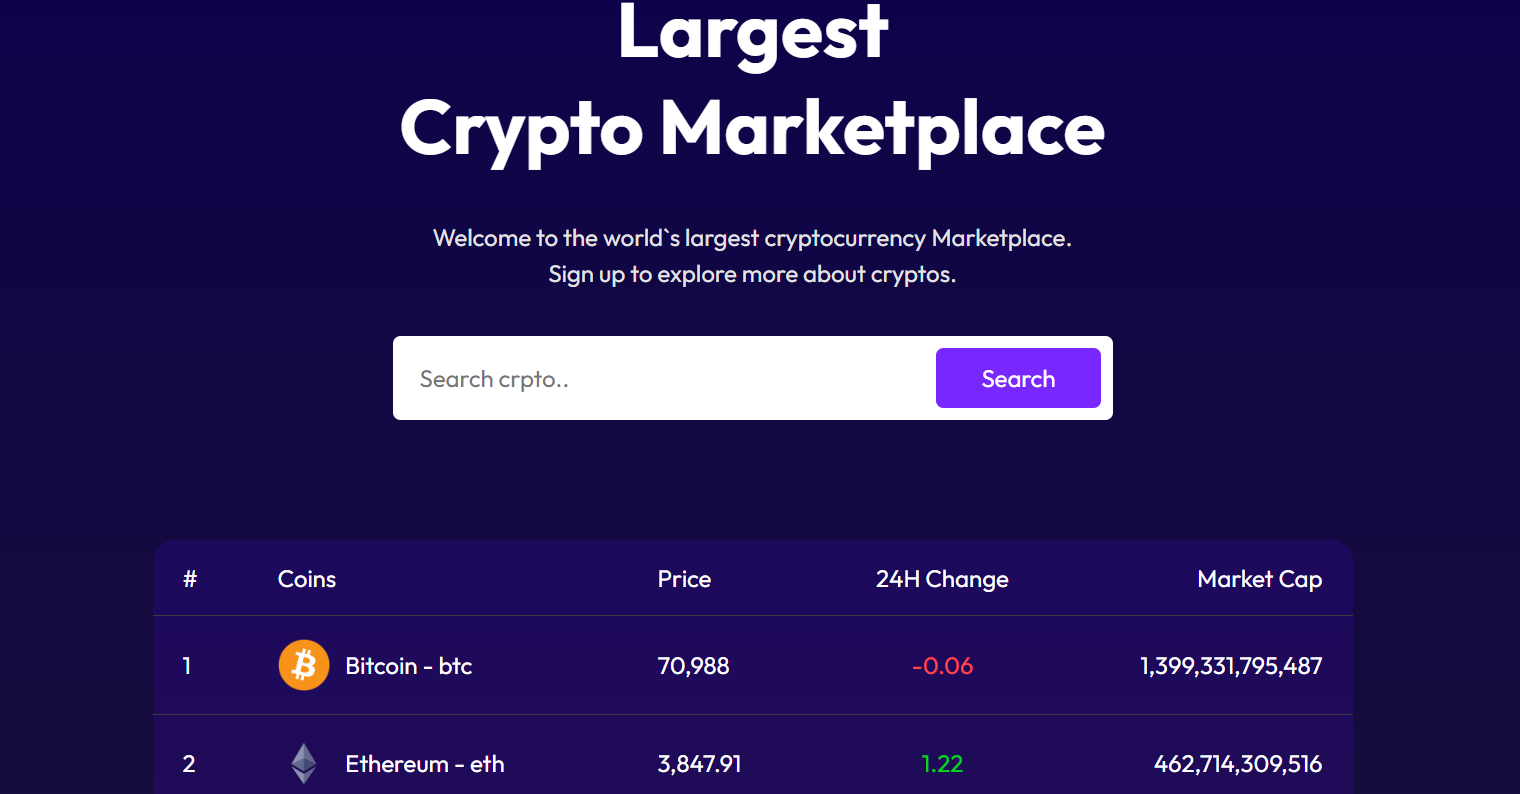 Largest
Crypto Marketplace
Welcome to the world`s largest cryptocurrency Marketplace.
Sign up to explore more about cryptos.
Search crpto.. Search
# Coins Price 24H Change Market Cap
1 Bitcoin - btc 70,988 -0.06 1,399,331,795,487
2 Ethereum - eth 3,847.91 1.22 462,714,309,516